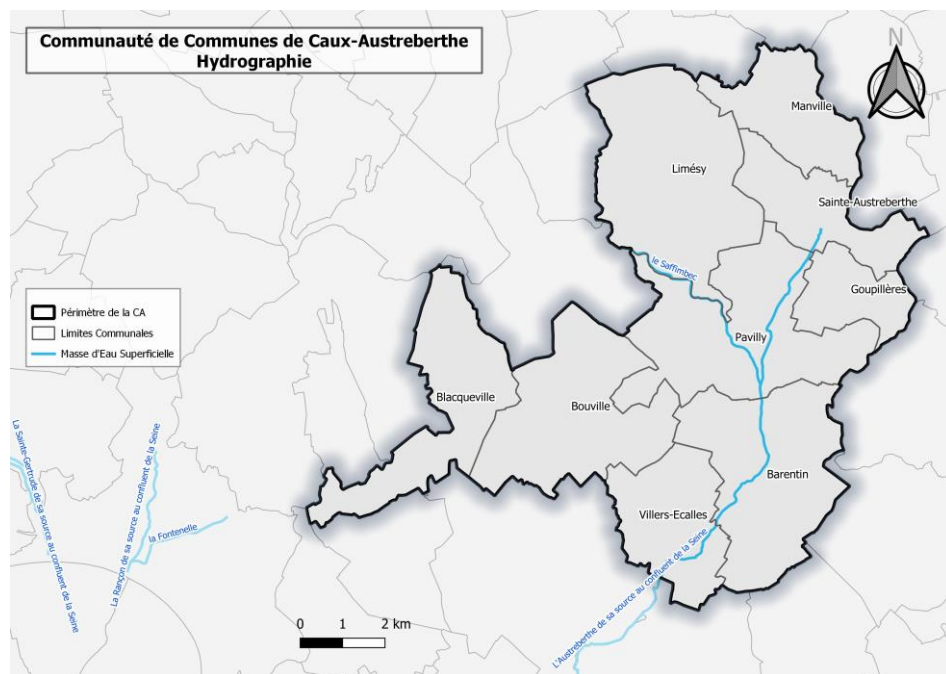 Communauté de Communes de Caux-Austreberthe
Hydrographie
N
Manville
Limésy
Sainte-Austreberthe
le Saffimbec
Goupillères
Périmètre de la CA
Limites Communales
Masse d'Eau Superficielle
Pavilly
Blacqueville
Bouville
Barentin
Villers-Ecalles
La Sainte-Gertrude de sa source au confluent de la Seine
La Rançon de sa source au confluent de la Seine
la Fontenelle
L'Austreberthe de sa source au confluent de la Seine
0 1 2 km